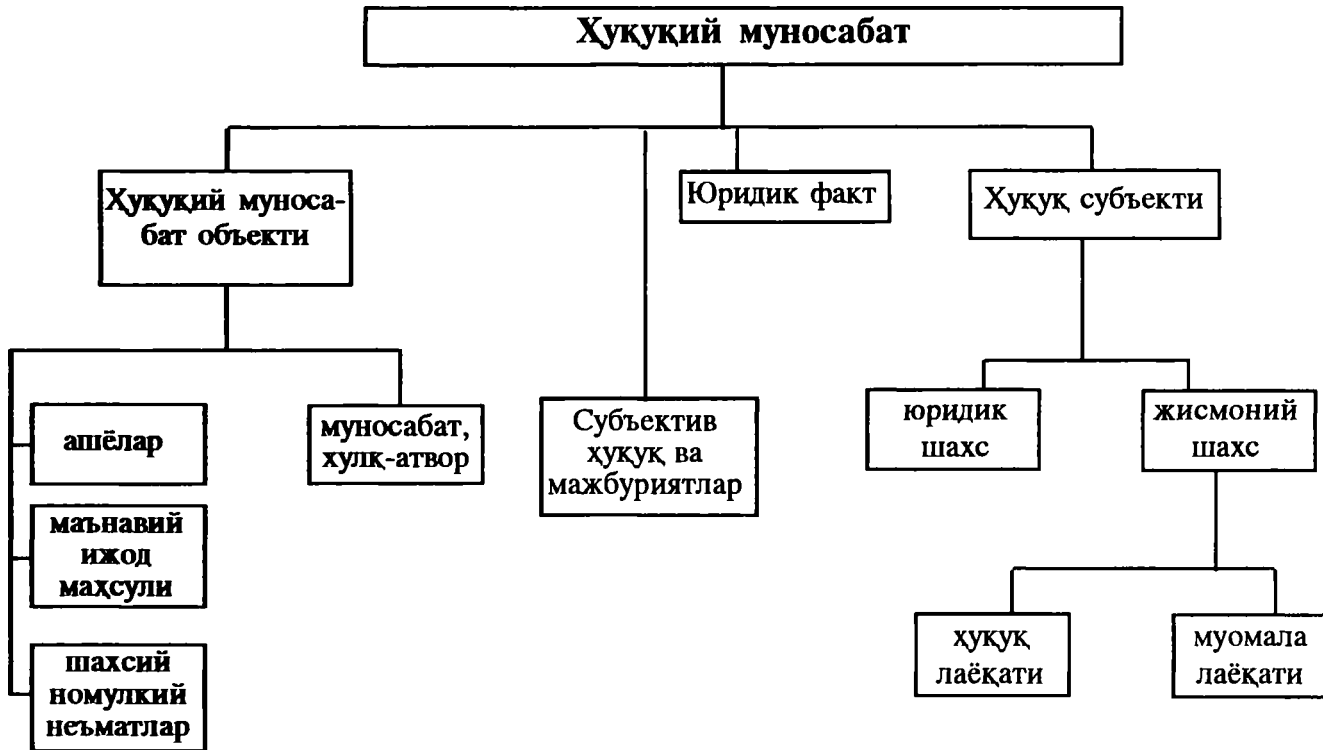 Ҳуқуқий муносабат
Ҳуқуқий муноса-
бат объекти
Юридик факт
Ҳуқуқ субъекти
ашёлар
муносабат,
хулқ-атвор
Субъектив
ҳуқуқ ва
мажбуриятлар
юридик
шахс
жисмоний
шахс
маънавий
ижод
маҳсули
шахсий
номулкий
неъматлар
ҳуқуқ
лаёқати
муомала
лаёқати